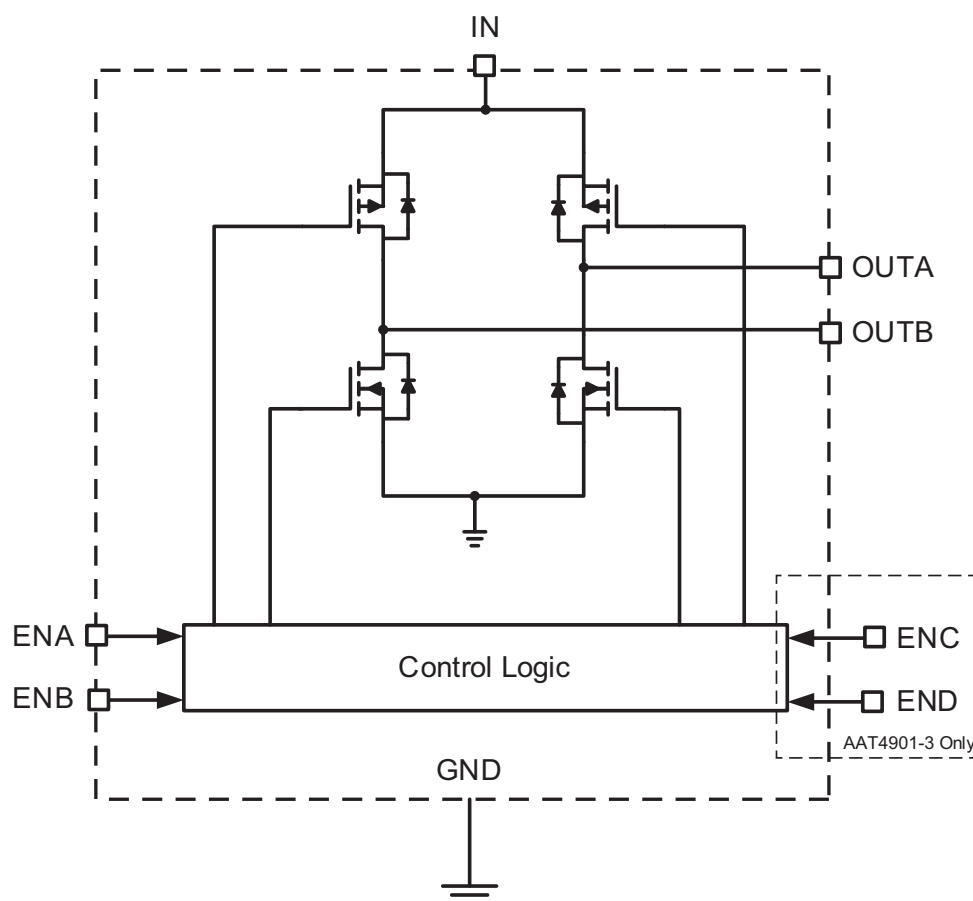 IN
OUTA
OUTB
ENA
ENC
Control Logic
ENB
END
AAT4901-3 Only
GND